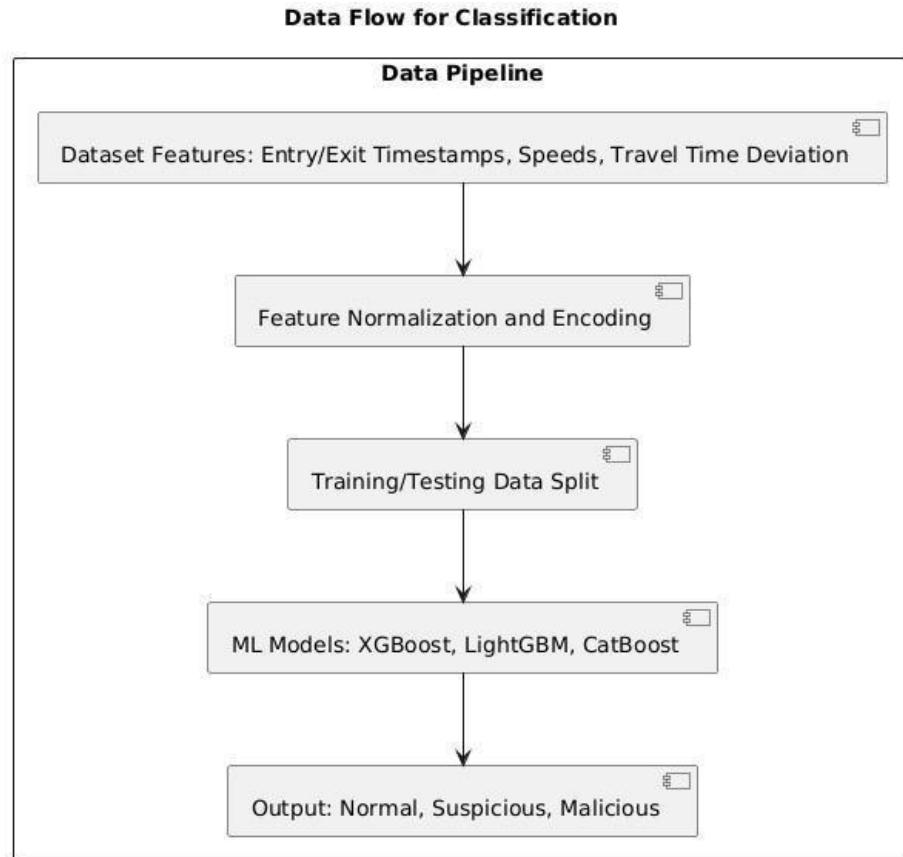 Data Flow for Classification
Data Pipeline
Dataset Features: Entry/Exit Timestamps, Speeds, Travel Time Deviation
Feature Normalization and Encoding
Training/Testing Data Split
ML Models: XGBoost, LightGBM, CatBoost
Output: Normal, Suspicious, Malicious